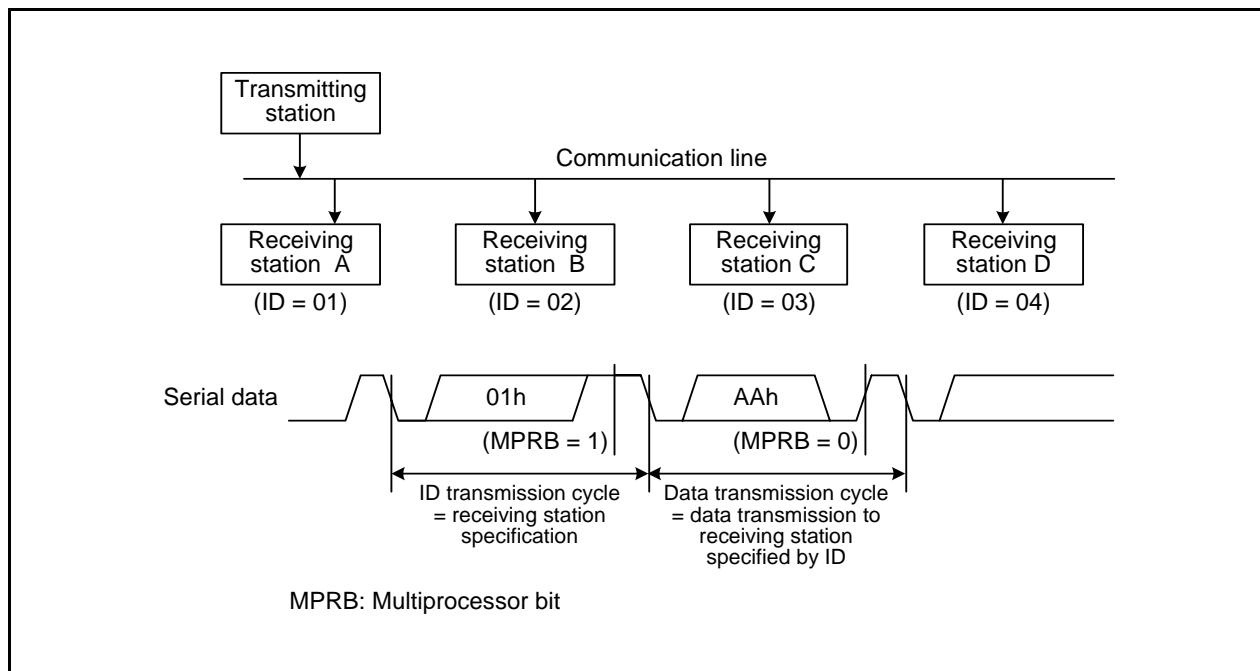 Transmitting
station
Communication line
Receiving
station A
Receiving
station B
Receiving
station C
Receiving
station D
(ID = 01)
(ID = 02)
(ID = 03)
(ID = 04)
Serial data
01h
AAh
(MPRB = 1)
(MPRB = 0)
ID transmission cycle
= receiving station
specification
Data transmission cycle
= data transmission to
receiving station
specified by ID
MPRB: Multiprocessor bit